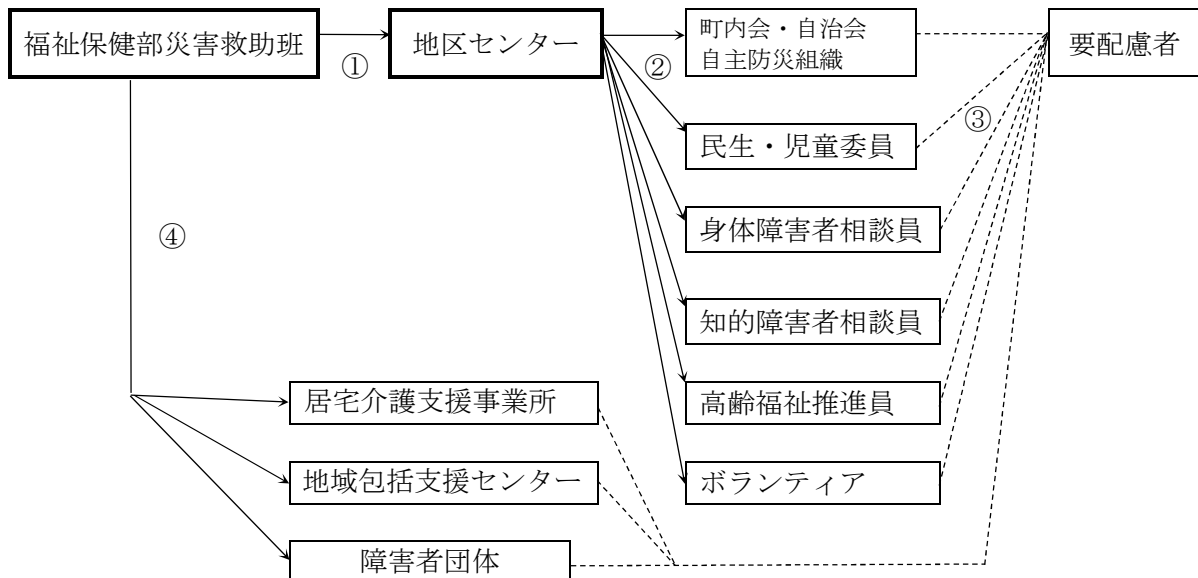 福祉保健部災害救助班
①
地区センター
②
町内会・自治会
自主防災組織
要配慮者
③
民生・児童委員
身体障害者相談員
④
知的障害者相談員
居宅介護支援事業所
高齢福祉推進員
地域包括支援センター
ボランティア
障害者団体